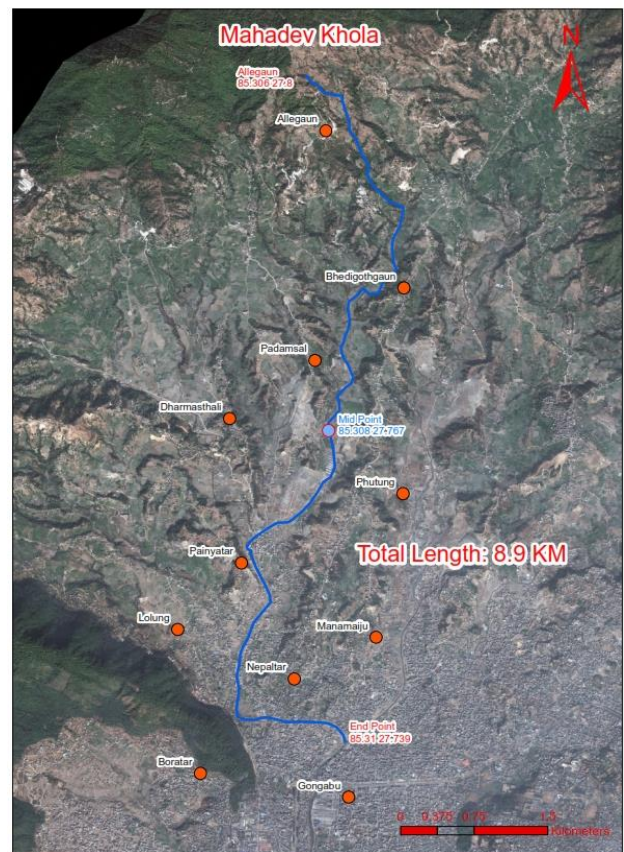 Mahadev Khola
N
Allegaun
85.306 27.8
Allegaun
Bhedigothgaun
Padamsal
Dharmasthali
Mid Point
85.308 27.767
Phutung
Total Length: 8.9 KM
Painyatar
Lolung
Manamaiju
Nepaltar
End Point
85.31 27.739
Boratar
Gongabu
0 0.375 0.75 1.5
Kilometers